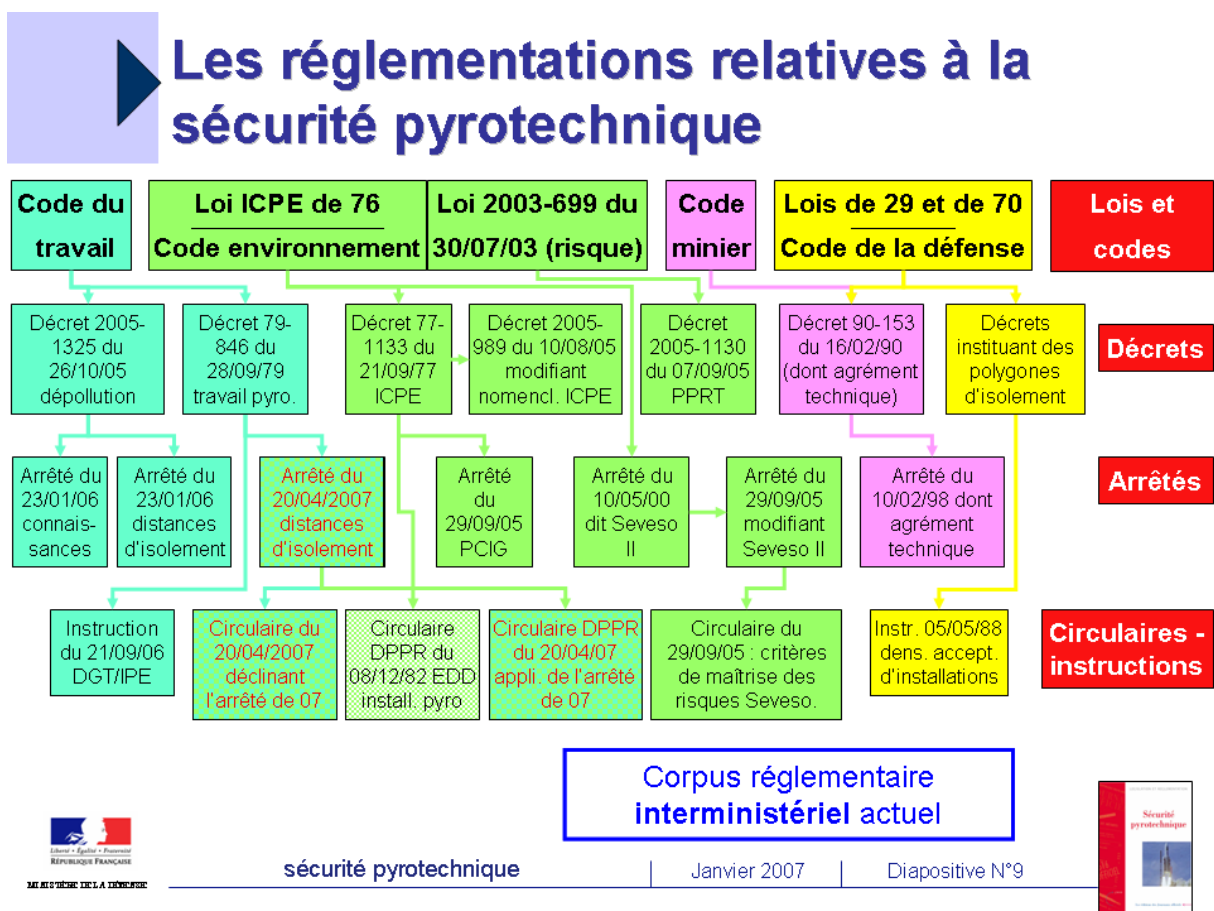 Les réglementations relatives à la
sécurité pyrotechnique
Code du
travail
Loi ICPE de 76
Code environnement
Loi 2003-699 du
30/07/03 (risque)
Code
minier
Lois de 29 et de 70
Code de la défense
Lois et
codes
Décret 2005-
1325 du
26/10/05
dépollution
Décret 79-
846 du
28/09/79
travail pyro.
Décret 77-
1133 du
21/09/77
ICPE
Décret 2005-
989 du 10/08/05
modifiant
nomencl. ICPE
Décret
2005-1130
du 07/09/05
PPRT
Décret 90-153
du 16/02/90
(dont agrément
technique)
Décrets
instituant des
polygones
d'isolement
Décrets
Arrêté du
23/01/06
connais-
sances
Arrêté du
23/01/06
distances
d'isolement
Arrêté du
20/04/2007
distances
d'isolement
Arrêté
du
29/09/05
PCIG
Arrêté du
10/05/00
dit Seveso
II
Arrêté du
29/09/05
modifiant
Seveso II
Arrêté du
10/02/98 dont
agrément
technique
Arrêtés
Instruction
du 21/09/06
DGT/IPE
Circulaire du
20/04/2007
déclinant
l'arrêté de 07
Circulaire
DPPR du
08/12/82 EDD
install. pyro
Circulaire DPPR
du 20/04/07
appli. de l'arrêté
de 07
Circulaire du
29/09/05 : critères
de maîtrise des
risques Seveso.
Instr. 05/05/88
dens. accept.
d'installations
Circulaires -
instructions
Corpus réglementaire
interministériel actuel
Liberté • Égalité • Fraternité
RÉPUBLIQUE FRANÇAISE
MINISTÈRE DE LA DÉFENSE
sécurité pyrotechnique
Janvier 2007
Diapositive N°9
Sécurité
pyrotechnique